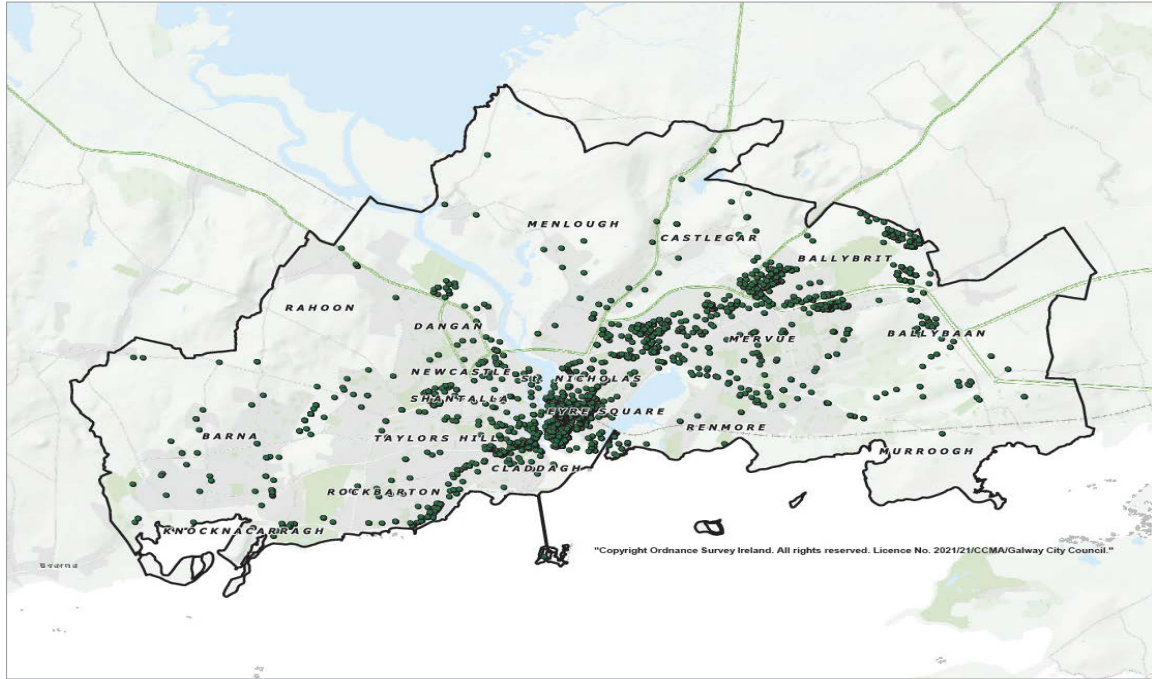 MENLOUGH
CASTLEGAR
BALLYBRIT
RAHOON
DANGAN
MERVUE
BALLYBAAN
NEWCASTLE
ST. NICHOLAS
SHANTALLA
EYRE SQUARE
BARNA
TAYLORS HILL
RENMORE
CLADDAGH
MURROOGH
ROCKBARTON
KNOCKNACARRAGH
"Copyright Ordnance Survey Ireland. All rights reserved. Licence No. 2021/21/CCMA/Galway City Council."
Bearna